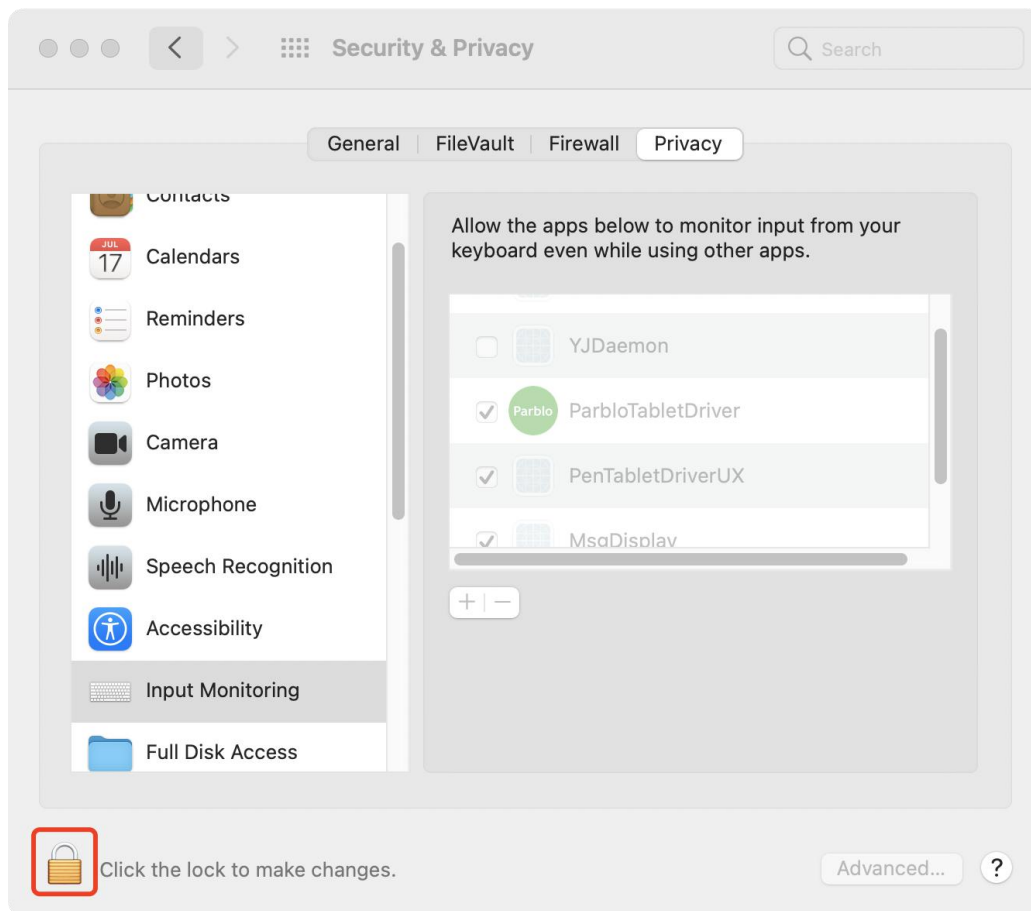 Security & Privacy
Search
General
FileVault
Firewall
Privacy
Contacts
JUL
17
Calendars
Reminders
Photos
Camera
Microphone
Speech Recognition
Accessibility
Input Monitoring
Full Disk Access
Allow the apps below to monitor input from your
keyboard even while using other apps.
YJDaemon
Parblo
ParbloTabletDriver
PenTabletDriverUX
MsgDisplay
Click the lock to make changes.
Advanced...
?